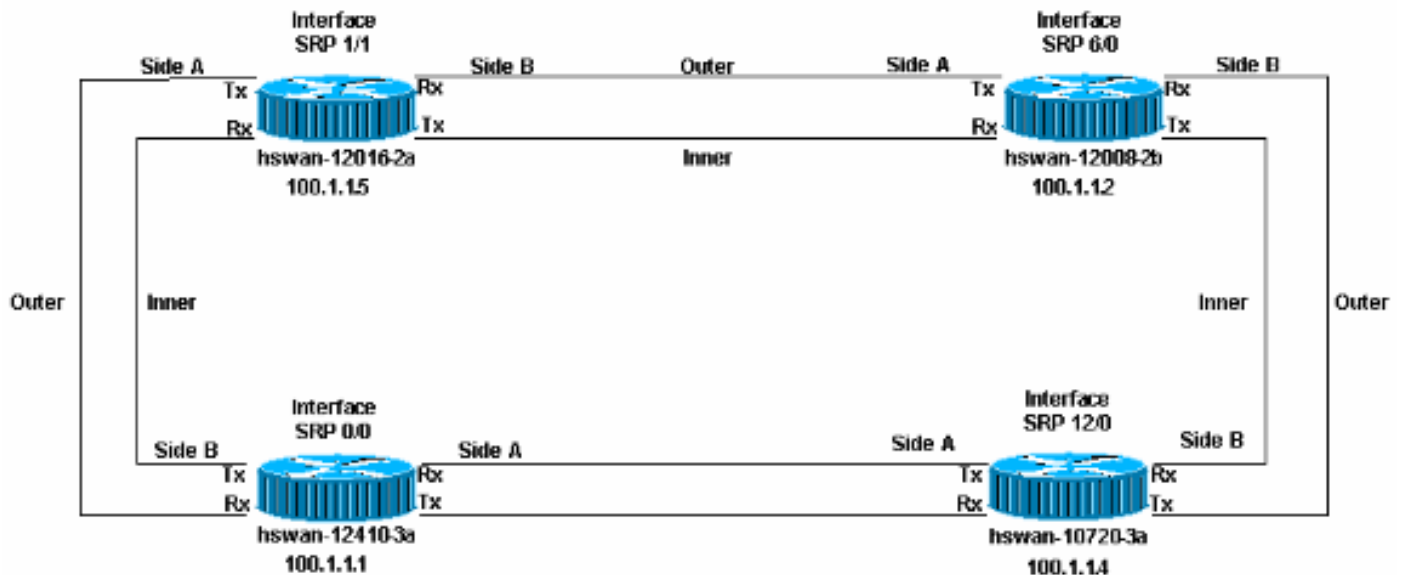 Interface
SRP 1/1
Interface
SRP 6/0
Side A
Side B
Outer
Side A
Side B
Tx
Rx
Tx
Rx
Rx
Tx
Rx
Tx
hswan-12016-2a
Inner
hswan-12008-2b
100.1.1.5
100.1.1.2
Outer
Inner
Inner
Outer
Interface
SRP 0/0
Interface
SRP 12/0
Side B
Side A
Side A
Side B
Tx
Rx
Tx
Rx
Rx
Tx
Rx
Tx
hswan-12410-3a
hswan-10720-3a
100.1.1.1
100.1.1.4